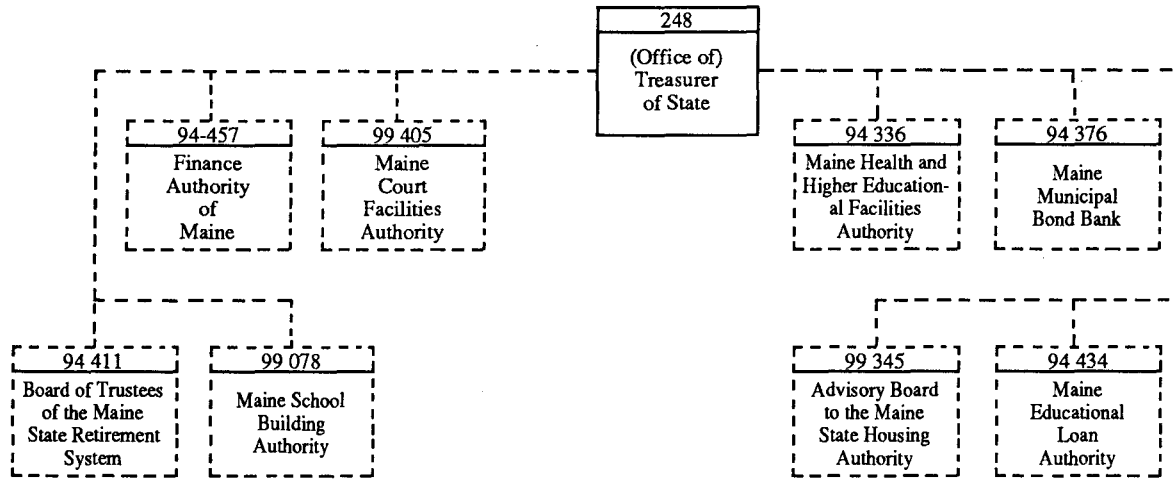 248
(Office of)
Treasurer
of State
94-457
Finance
Authority
of
Maine
99 405
Maine
Court
Facilities
Authority
94 336
Maine Health and
Higher Education-
al Facilities
Authority
94 376
Maine
Municipal
Bond Bank
94 411
Board of Trustees
of the Maine
State Retirement
System
99 078
Maine School
Building
Authority
99 345
Advisory Board
to the Maine
State Housing
Authority
94 434
Maine
Educational
Loan
Authority